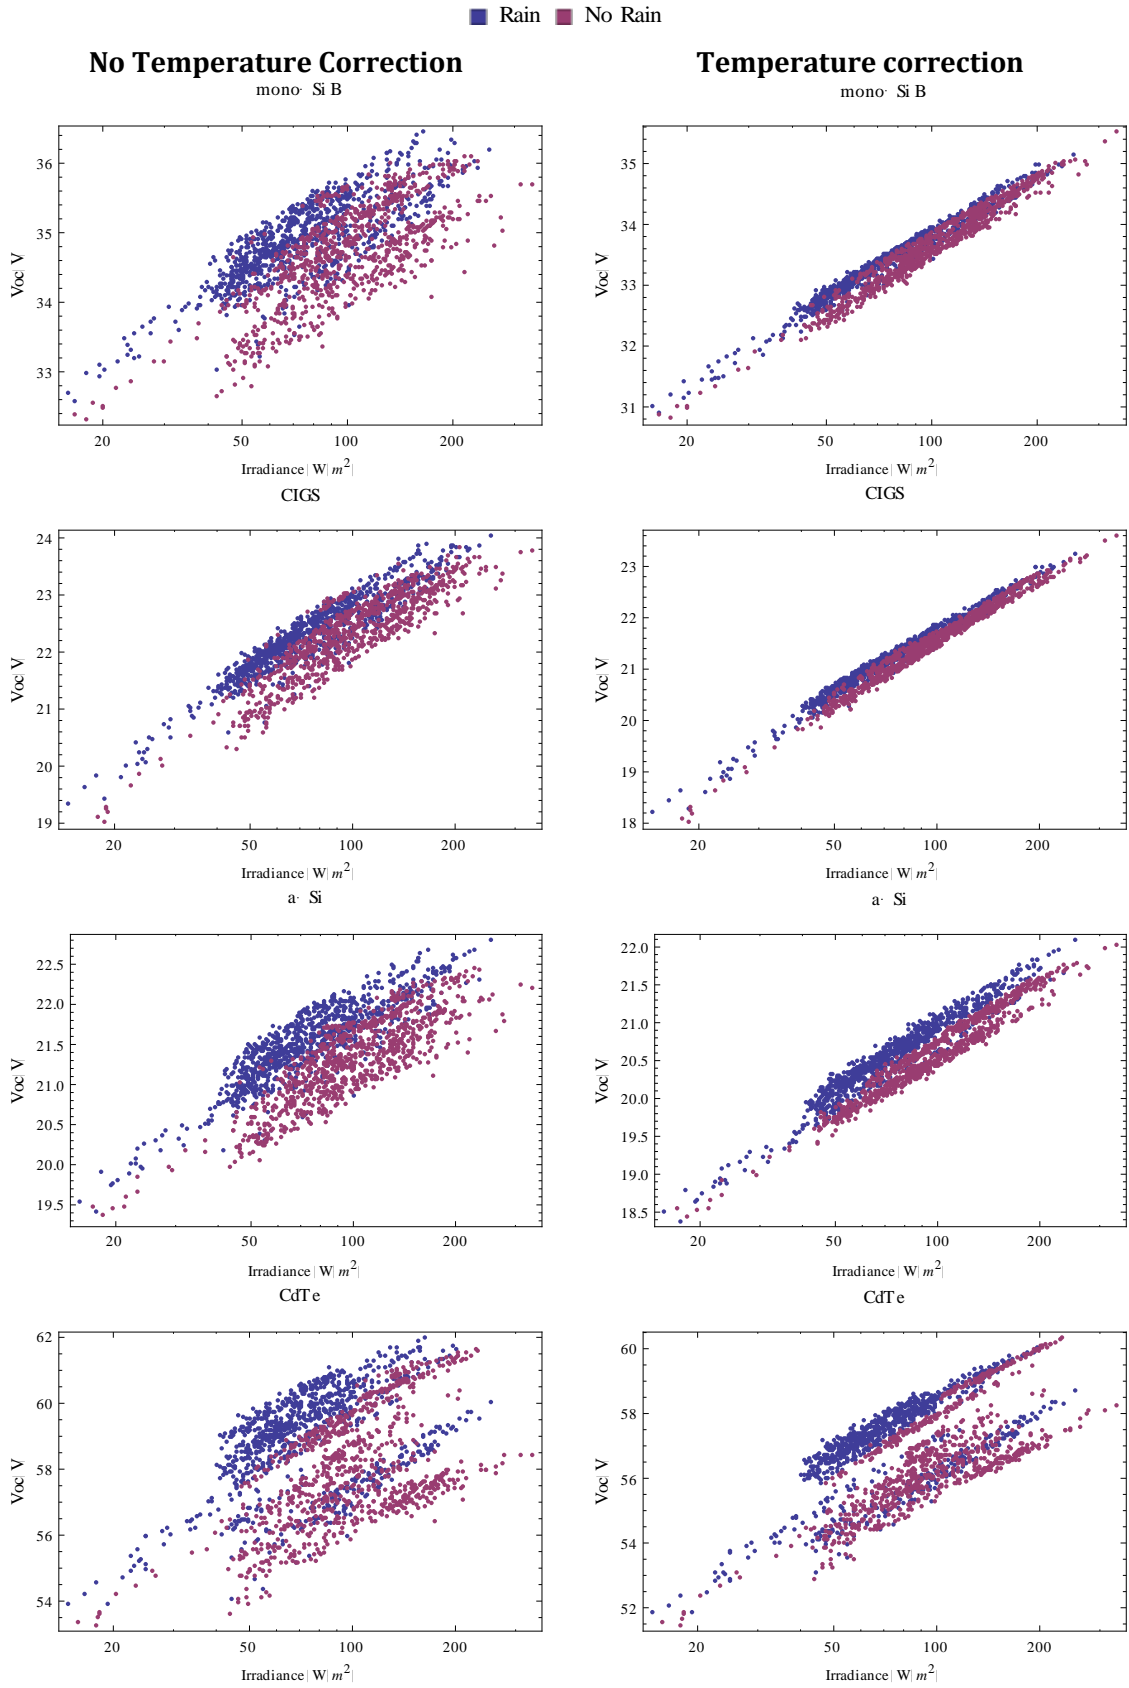 Rain No Rain
No Temperature Correction Temperature correction
mono· Si B mono· Si B
36
35
34
33
Voc| V
20 50 100 200
Irradiance| W| m²|
35
34
33
32
31
Voc| V
20 50 100 200
Irradiance| W| m²|
CIGS CIGS
24
23
22
21
20
19
Voc| V|
20 50 100 200
Irradiance| W| m²|
23
22
21
20
19
18
Voc| V|
20 50 100 200
Irradiance| W| m²|
a· Si a· Si
22.5
22.0
21.5
21.0
20.5
20.0
19.5
Voc| V|
20 50 100 200
Irradiance| W| m²|
22.0
21.5
21.0
20.5
20.0
19.5
19.0
18.5
Voc| V|
20 50 100 200
Irradiance| W| m²|
CdTe CdTe
62
60
58
56
54
Voc| V
20 50 100 200
Irradiance| W| m²|
60
58
56
54
52
Voc| V
20 50 100 200
Irradiance| W| m²|